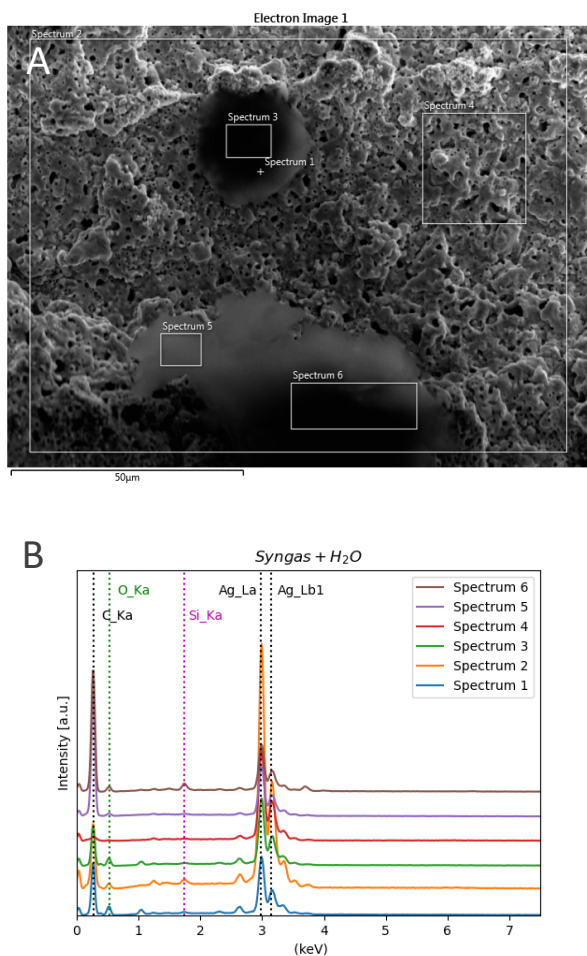 Electron Image 1
Spectrum 2
A
Spectrum 3
Spectrum 4
Spectrum 1
Spectrum 5
Spectrum 6
50µm
B
Syngas + H₂O
O_Ka
Ag_La
Ag_Lb1
C_Ka
Si_Ka
Spectrum 6
Spectrum 5
Spectrum 4
Spectrum 3
Spectrum 2
Spectrum 1
Intensity [a.u.]
0 1 2 3 4 5 6 7
(keV)